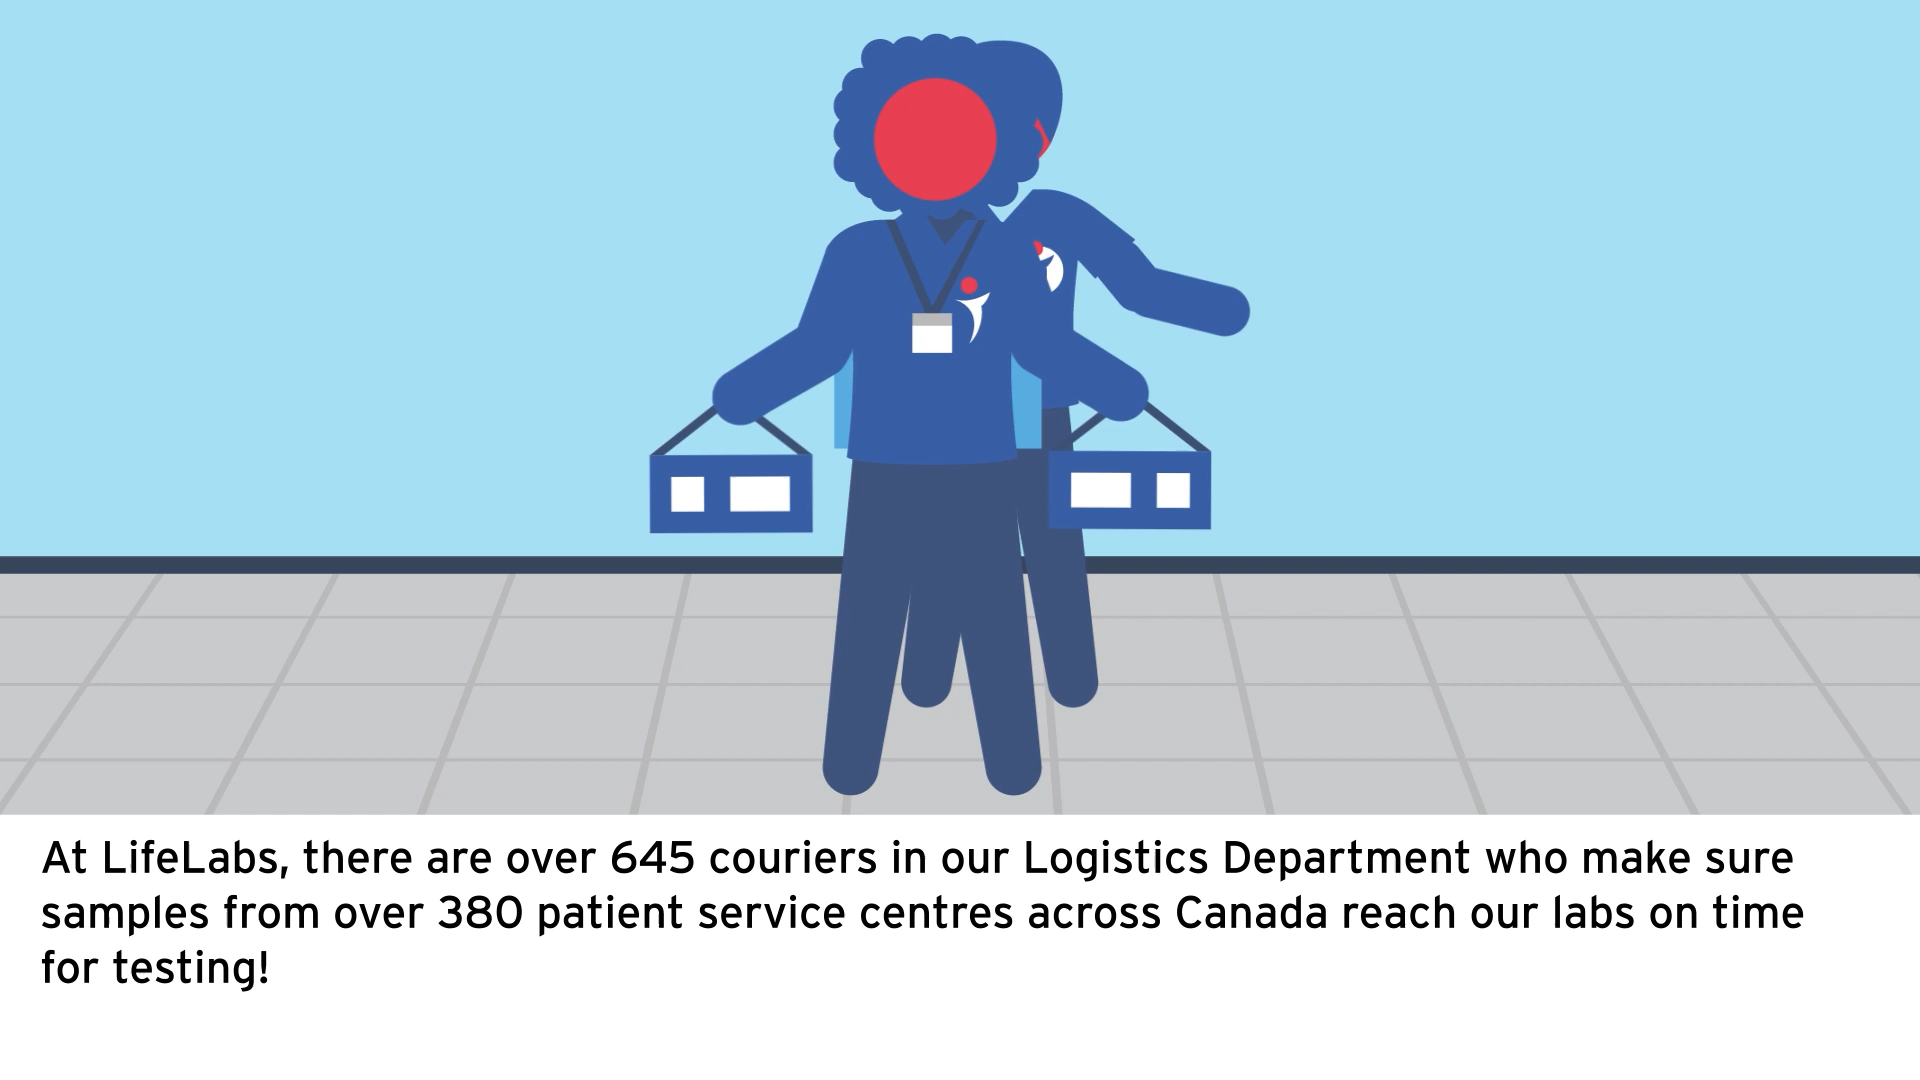 At LifeLabs, there are over 645 couriers in our Logistics Department who make sure
samples from over 380 patient service centres across Canada reach our labs on time
for testing!